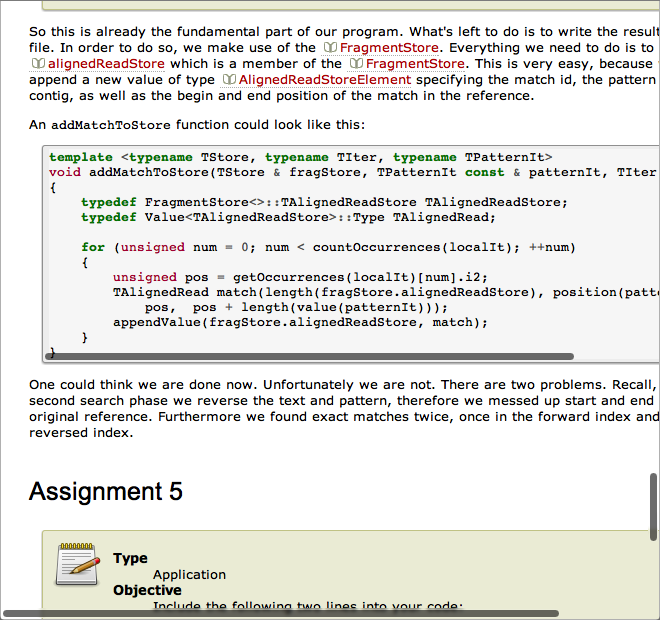 So this is already the fundamental part of our program. What's left to do is to write the result
file. In order to do so, we make use of the FragmentStore. Everything we need to do is to
alignedReadStore which is a member of the FragmentStore. This is very easy, because
append a new value of type AlignedReadStoreElement specifying the match id, the pattern
contig, as well as the begin and end position of the match in the reference.
An addMatchToStore function could look like this:
template <typename TStore, typename TIter, typename TPatternIt>
void addMatchToStore(TStore & fragStore, TPatternIt const & patternIt, TIter
{
    typedef FragmentStore<>::TAlignedReadStore TAlignedReadStore;
    typedef Value<TAlignedReadStore>::Type TAlignedRead;
    for (unsigned num = 0; num < countOccurrences(localIt); ++num)
    {
        unsigned pos = getOccurrences(localIt)[num].i2;
        TAlignedRead match(length(fragStore.alignedReadStore), position(patte
            pos,  pos + length(value(patternIt)));
        appendValue(fragStore.alignedReadStore, match);
    }
}
One could think we are done now. Unfortunately we are not. There are two problems. Recall,
second search phase we reverse the text and pattern, therefore we messed up start and end
original reference. Furthermore we found exact matches twice, once in the forward index and
reversed index.
Assignment 5
Type
Application
Objective
Include the following two lines into your code: